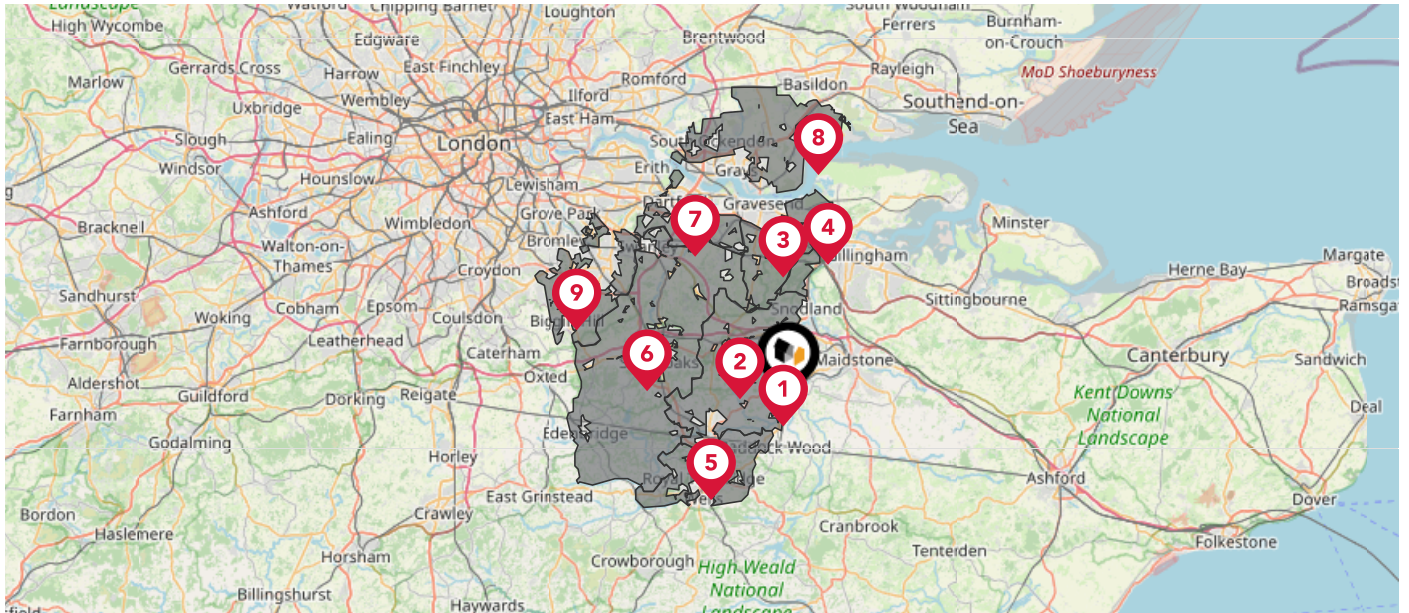 Landscape
Watford
Chipping Barnet
Loughton
South Woodham
Ferrers
Burnham-
on-Crouch
High Wycombe
Edgware
Brentwood
Gerrards Cross
Harrow
East Finchley
Romford
Rayleigh
MoD Shoeburyness
Marlow
Wembley
Ilford
Basildon
Uxbridge
East Ham
Southend-on-
Sea
Slough
Ealing
London
8
Windsor
Hounslow
Lewisham
Erith
Grays
Ashford
Wimbledon
Grove Park
Gravesend
Minster
Bracknell
Walton-on-
Thames
Bromley
7
3
4
Croydon
Herne Bay
Margate
Sandhurst
Cobham
Epsom
Coulsdon
9
Snodland
Sittingbourne
Woking
Farnborough
Leatherhead
Caterham
6
2
Maidstone
Canterbury
Sandwich
Aldershot
Guildford
Dorking
Reigate
Oxted
1
Kent Downs
National
Landscape
Farnham
Deal
Godalming
Edenbridge
Horley
5
Ashford
East Grinstead
Dover
Bordon
Crawley
Haslemere
Cranbrook
Folkestone
Horsham
Crowborough
High Weald
National
Landscape
Tenterden
Billingshurst
Haywards